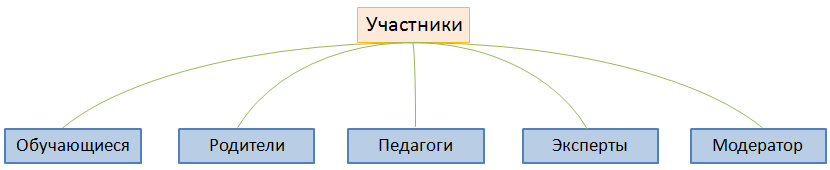 Участники
Обучающиеся
Родители
Педагоги
Эксперты
Модератор